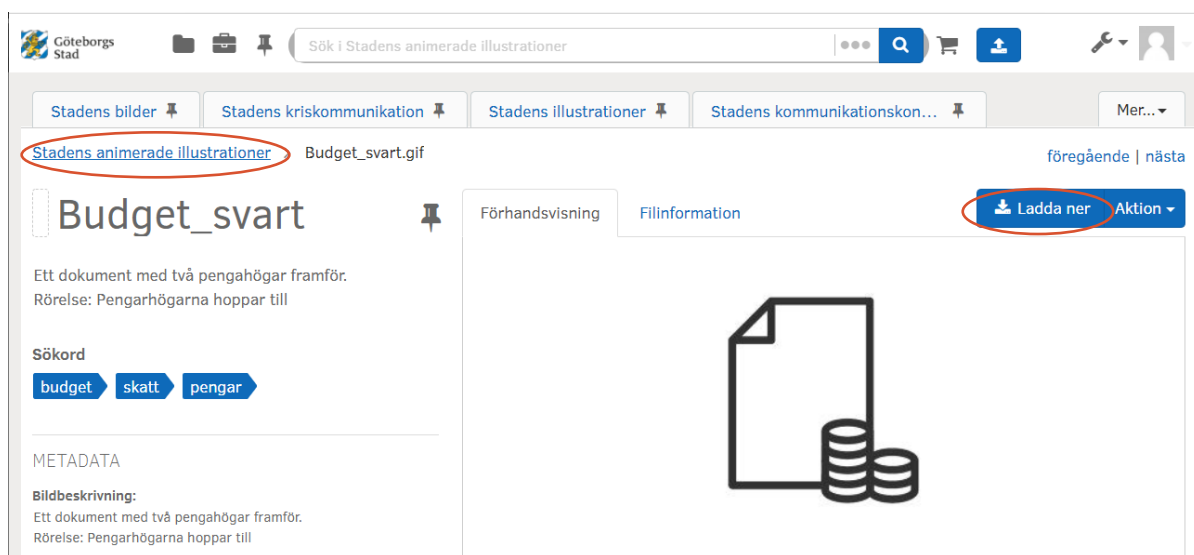 Göteborgs
Stad
Sök i Stadens animerade illustrationer
Stadens bilder
Stadens kriskommunikation
Stadens illustrationer
Stadens kommunikationskon...
Mer...
Stadens animerade illustrationer
Budget_svart.gif
föregående | nästa
Budget_svart
Förhandsvisning
Filinformation
Ladda ner
Aktion
Ett dokument med två pengahögar framför.
Rörelse: Pengarhögarna hoppar till
Sökord
budget
skatt
pengar
METADATA
Bildbeskrivning:
Ett dokument med två pengahögar framför.
Rörelse: Pengarhögarna hoppar till